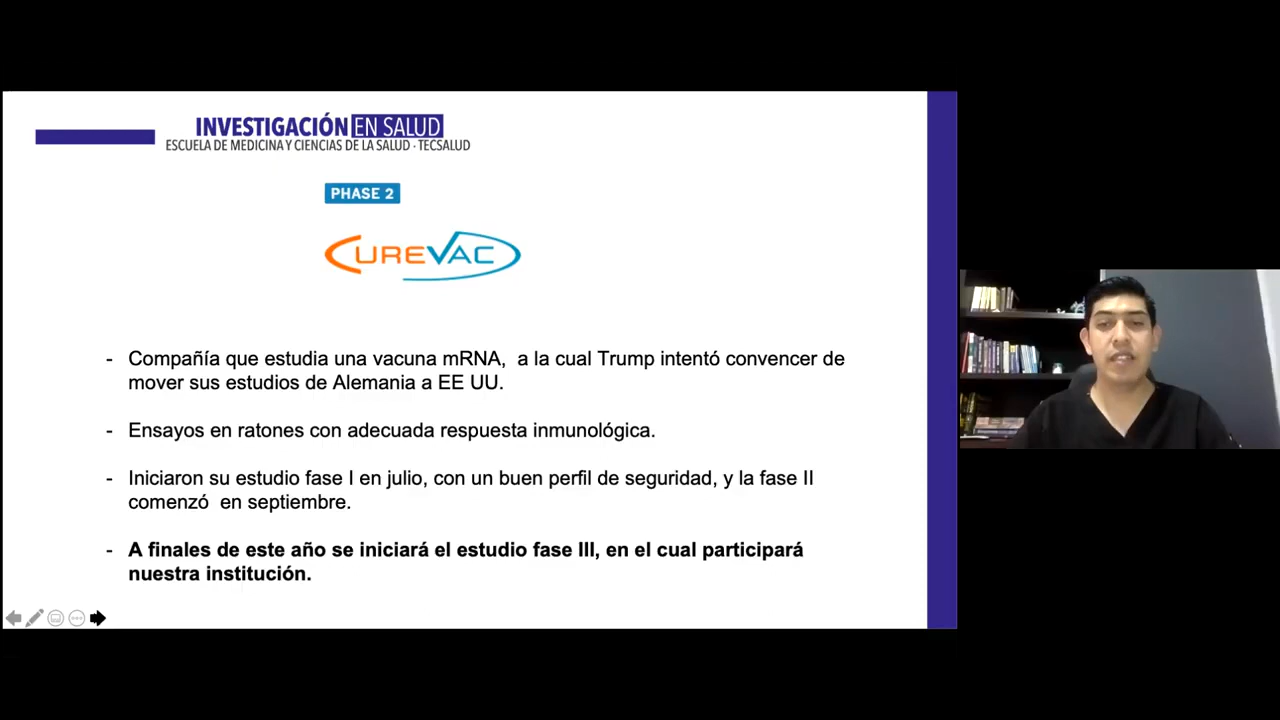 INVESTIGACIÓN EN SALUD
ESCUELA DE MEDICINA Y CIENCIAS DE LA SALUD · TECSALUD
PHASE 2
CUREVAC
- Compañía que estudia una vacuna mRNA,  a la cual Trump intentó convencer de
mover sus estudios de Alemania a EE UU.
- Ensayos en ratones con adecuada respuesta inmunológica.
- Iniciaron su estudio fase I en julio, con un buen perfil de seguridad, y la fase II
comenzó  en septiembre.
- A finales de este año se iniciará el estudio fase III, en el cual participará
nuestra institución.